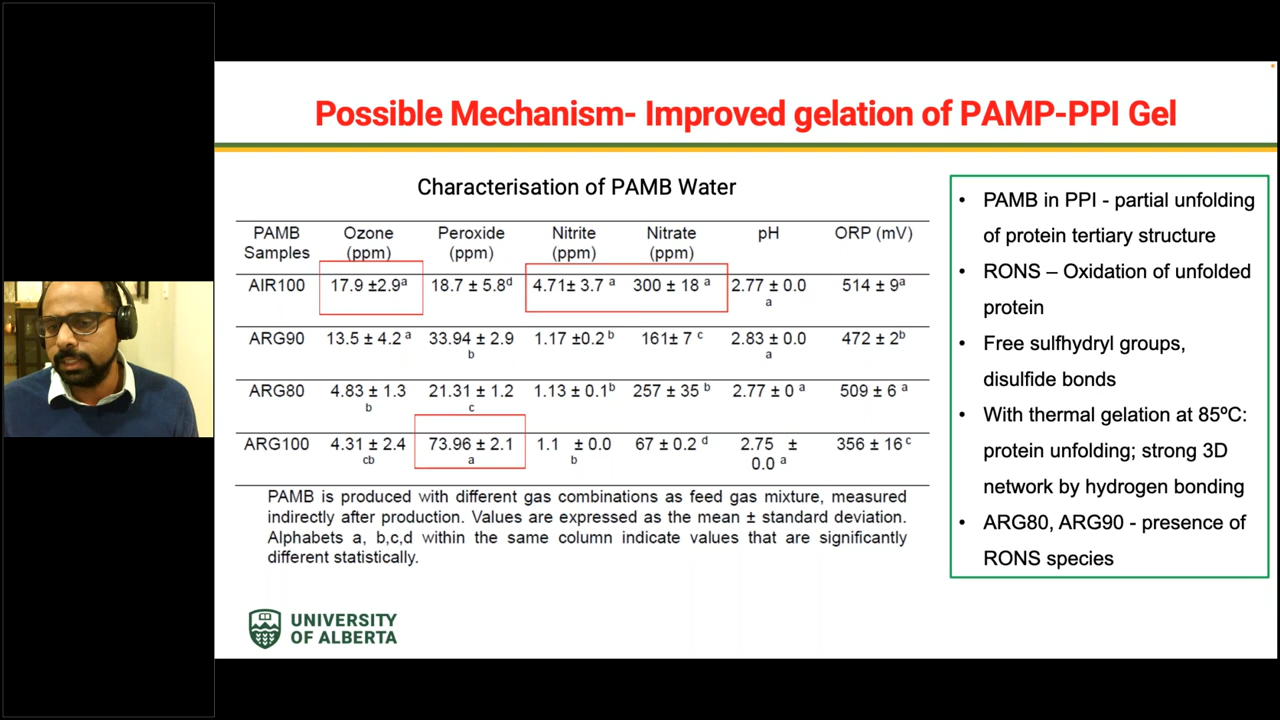 Possible Mechanism- Improved gelation of PAMP-PPI Gel
Characterisation of PAMB Water
PAMB Samples Ozone (ppm) Peroxide (ppm) Nitrite (ppm) Nitrate (ppm) pH ORP (mV)
AIR100 17.9 ±2.9a 18.7 ± 5.8d 4.71± 3.7 a 300 ± 18 a 2.77 ± 0.0 a 514 ± 9a
ARG90 13.5 ± 4.2 a 33.94 ± 2.9 b 1.17 ±0.2 b 161± 7 c 2.83 ± 0.0 a 472 ± 2b
ARG80 4.83 ± 1.3 b 21.31 ± 1.2 c 1.13 ± 0.1b 257 ± 35 b 2.77 ± 0 a 509 ± 6 a
ARG100 4.31 ± 2.4 cb 73.96 ± 2.1 a 1.1 ± 0.0 b 67 ± 0.2 d 2.75 ± 0.0 a 356 ± 16 c
PAMB is produced with different gas combinations as feed gas mixture, measured
indirectly after production. Values are expressed as the mean ± standard deviation.
Alphabets a, b,c,d within the same column indicate values that are significantly
different statistically.
• PAMB in PPI - partial unfolding
of protein tertiary structure
• RONS – Oxidation of unfolded
protein
• Free sulfhydryl groups,
disulfide bonds
• With thermal gelation at 85ºC:
protein unfolding; strong 3D
network by hydrogen bonding
• ARG80, ARG90 - presence of
RONS species
UNIVERSITY
OF ALBERTA